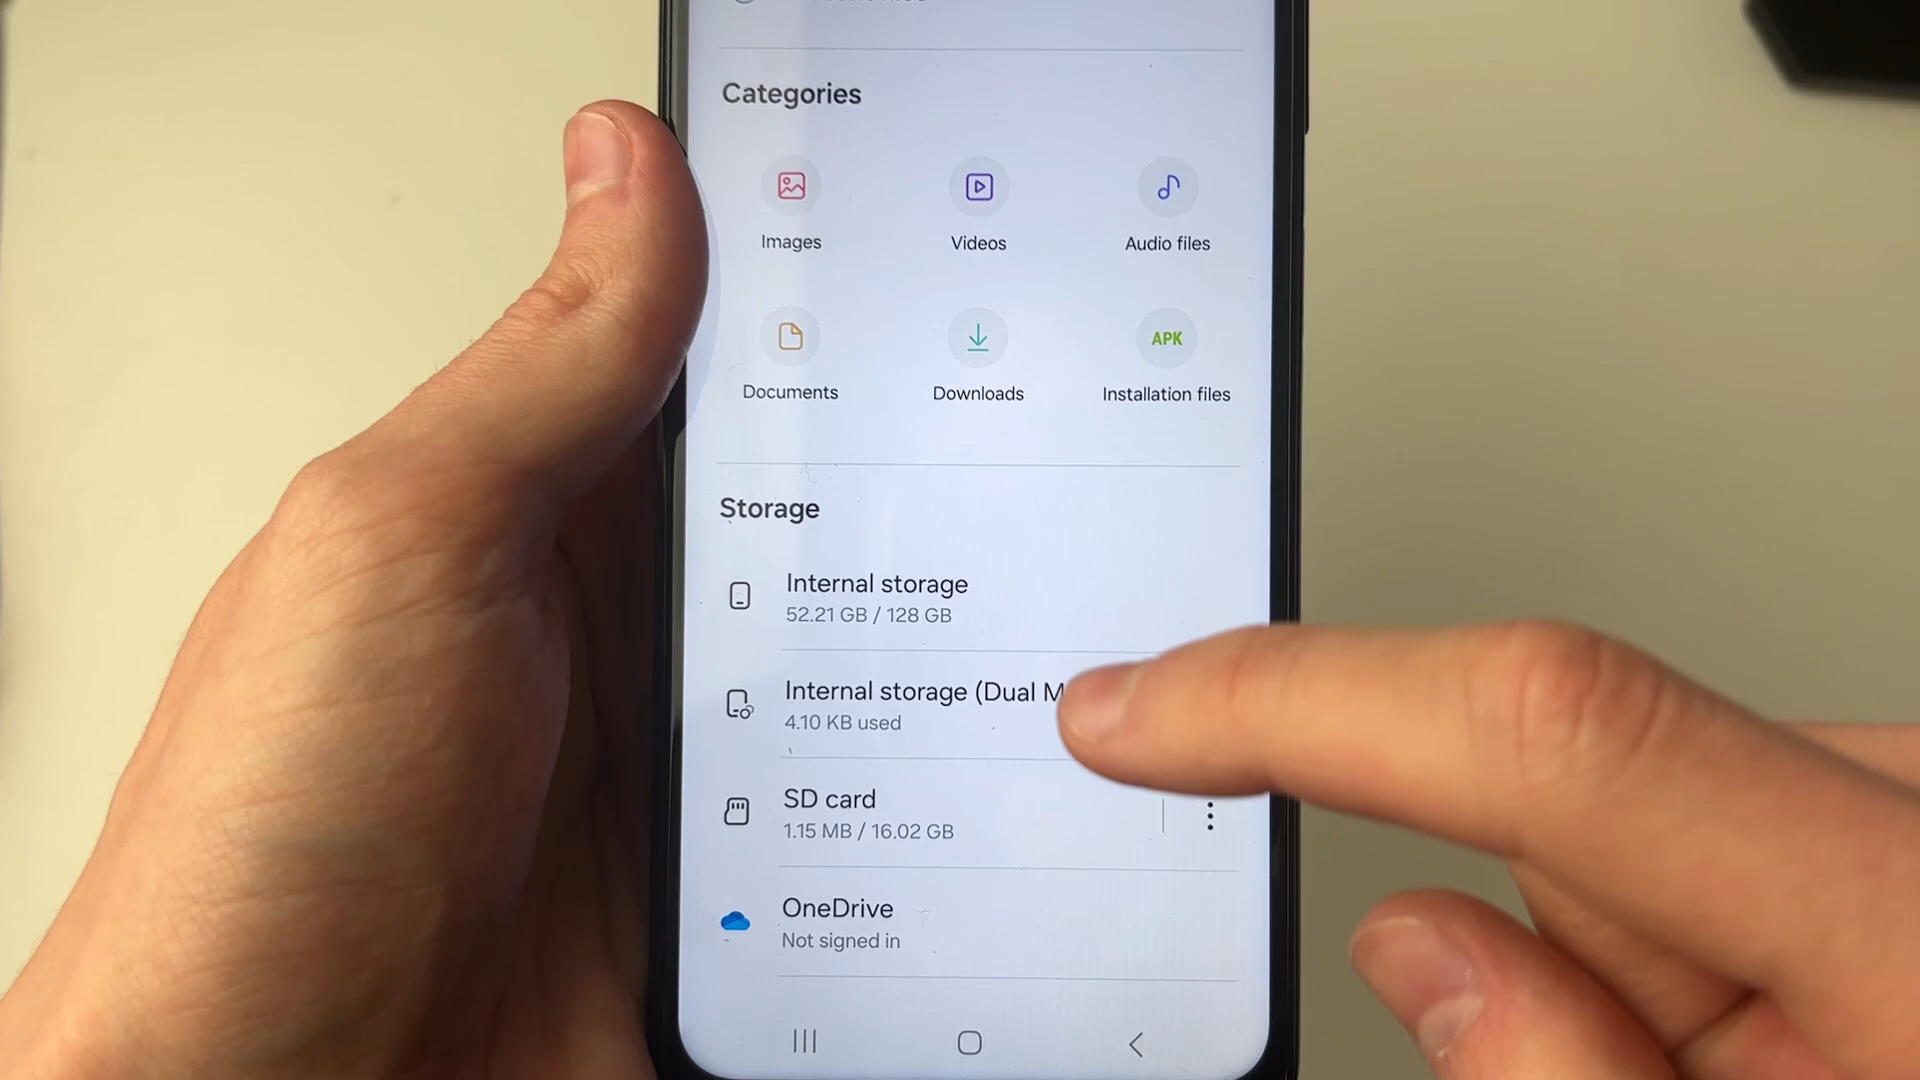 Categories
Images
Videos
Audio files
APK
Documents
Downloads
Installation files
Storage
Internal storage
52.21 GB / 128 GB
Internal storage (Dual M
4.10 KB used
SD card
1.15 MB / 16.02 GB
OneDrive
Not signed in